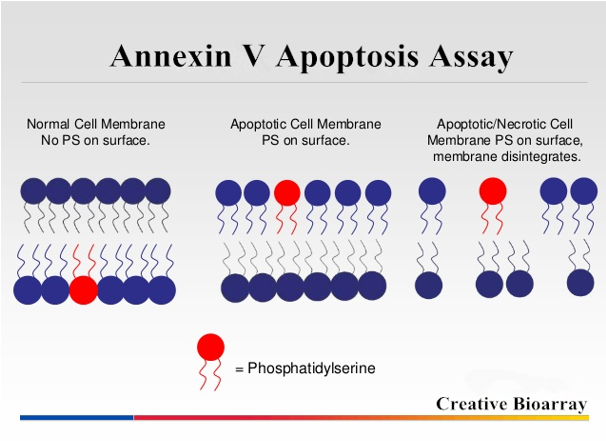 Annexin V Apoptosis Assay
Normal Cell Membrane
No PS on surface.
Apoptotic Cell Membrane
PS on surface.
Apoptotic/Necrotic Cell
Membrane PS on surface,
membrane disintegrates.
= Phosphatidylserine
Creative Bioarray